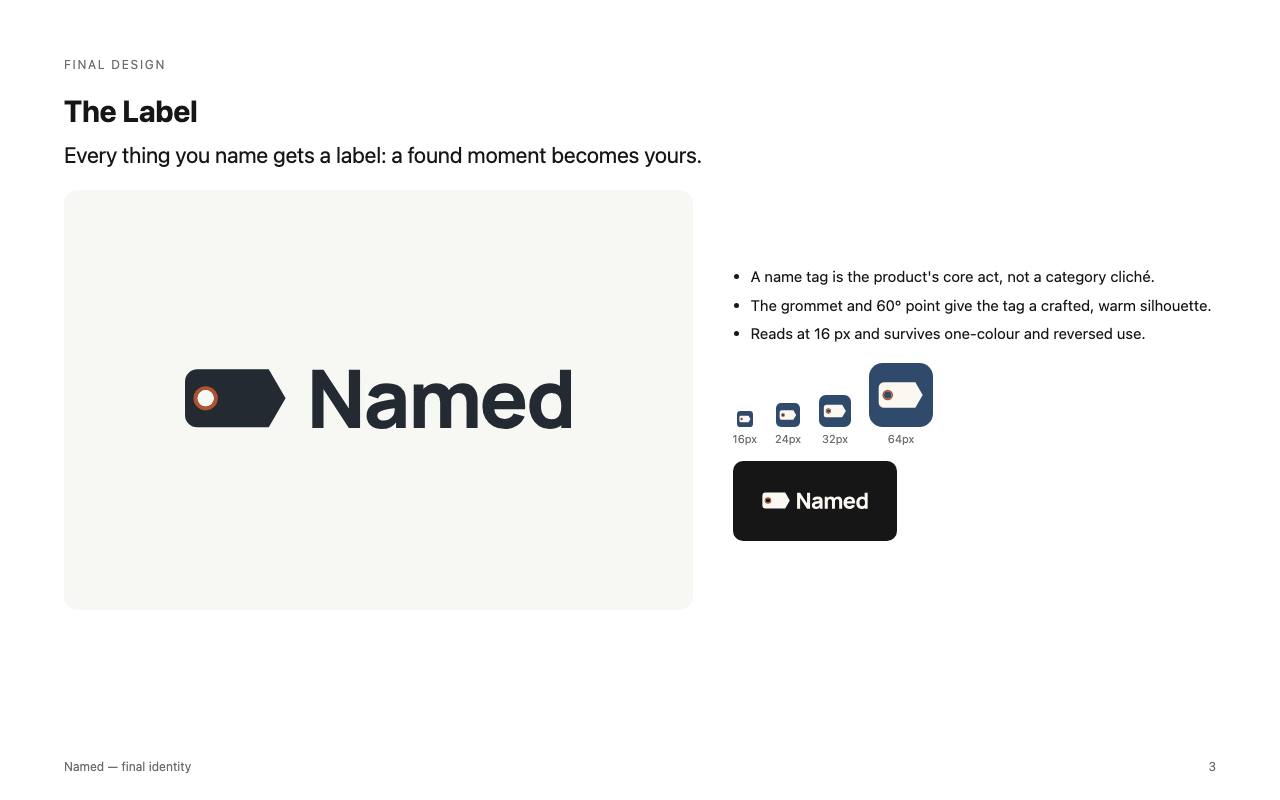 FINAL DESIGN
The Label
Every thing you name gets a label: a found moment becomes yours.
Named
• A name tag is the product's core act, not a category cliché.
• The grommet and 60° point give the tag a crafted, warm silhouette.
• Reads at 16 px and survives one-colour and reversed use.
16px 24px 32px 64px
Named
Named — final identity 3